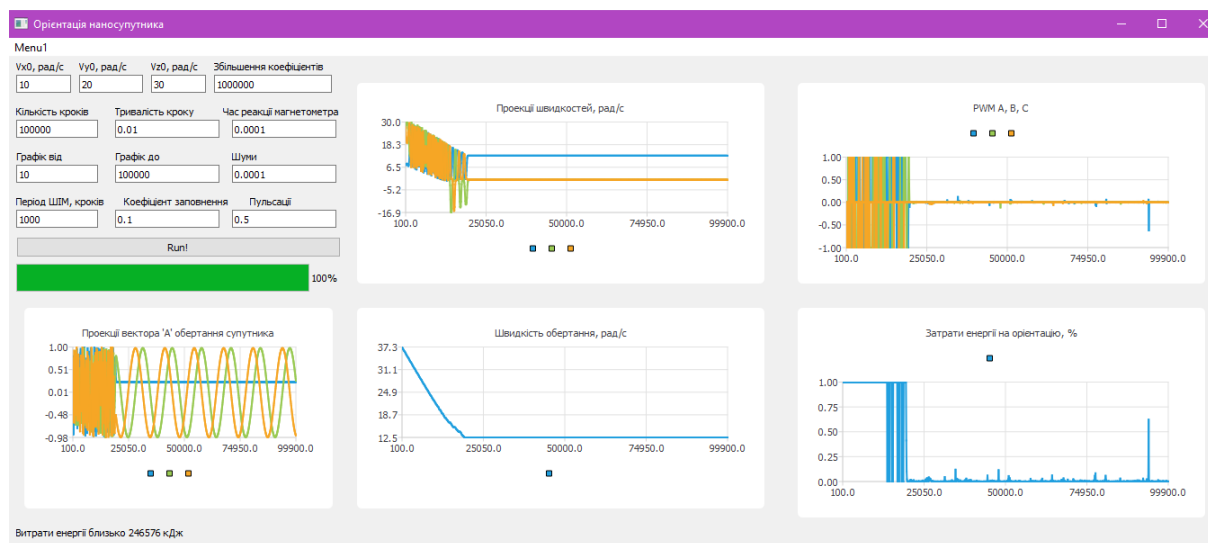 Орієнтація наносупутника
Menu1
Vx0, рад/с Vy0, рад/с Vz0, рад/с Збільшення коефіцієнтів
10 20 30 1000000
Кількість кроків Тривалість кроку Час реакції магнетометра
100000 0.01 0.0001
Графік від Графік до Шуми
10 100000 0.0001
Період ШІМ, кроків Коефіцієнт заповнення Пульсації
1000 0.1 0.5
Run!
100%
Проекції швидкостей, рад/с
30.0
18.3
6.5
-5.2
-16.9
100.0 25050.0 50000.0 74950.0 99900.0
PWM A, B, C
1.00
0.50
0.00
-0.50
-1.00
100.0 25050.0 50000.0 74950.0 99900.0
Проекції вектора 'A' обертання супутника
1.00
0.51
0.01
-0.48
-0.98
100.0 25050.0 50000.0 74950.0 99900.0
Швидкість обертання, рад/с
37.3
31.1
24.9
18.7
12.5
100.0 25050.0 50000.0 74950.0 99900.0
Затрати енергії на орієнтацію, %
1.00
0.75
0.50
0.25
0.00
100.0 25050.0 50000.0 74950.0 99900.0
Витрати енергії близько 246576 кДж